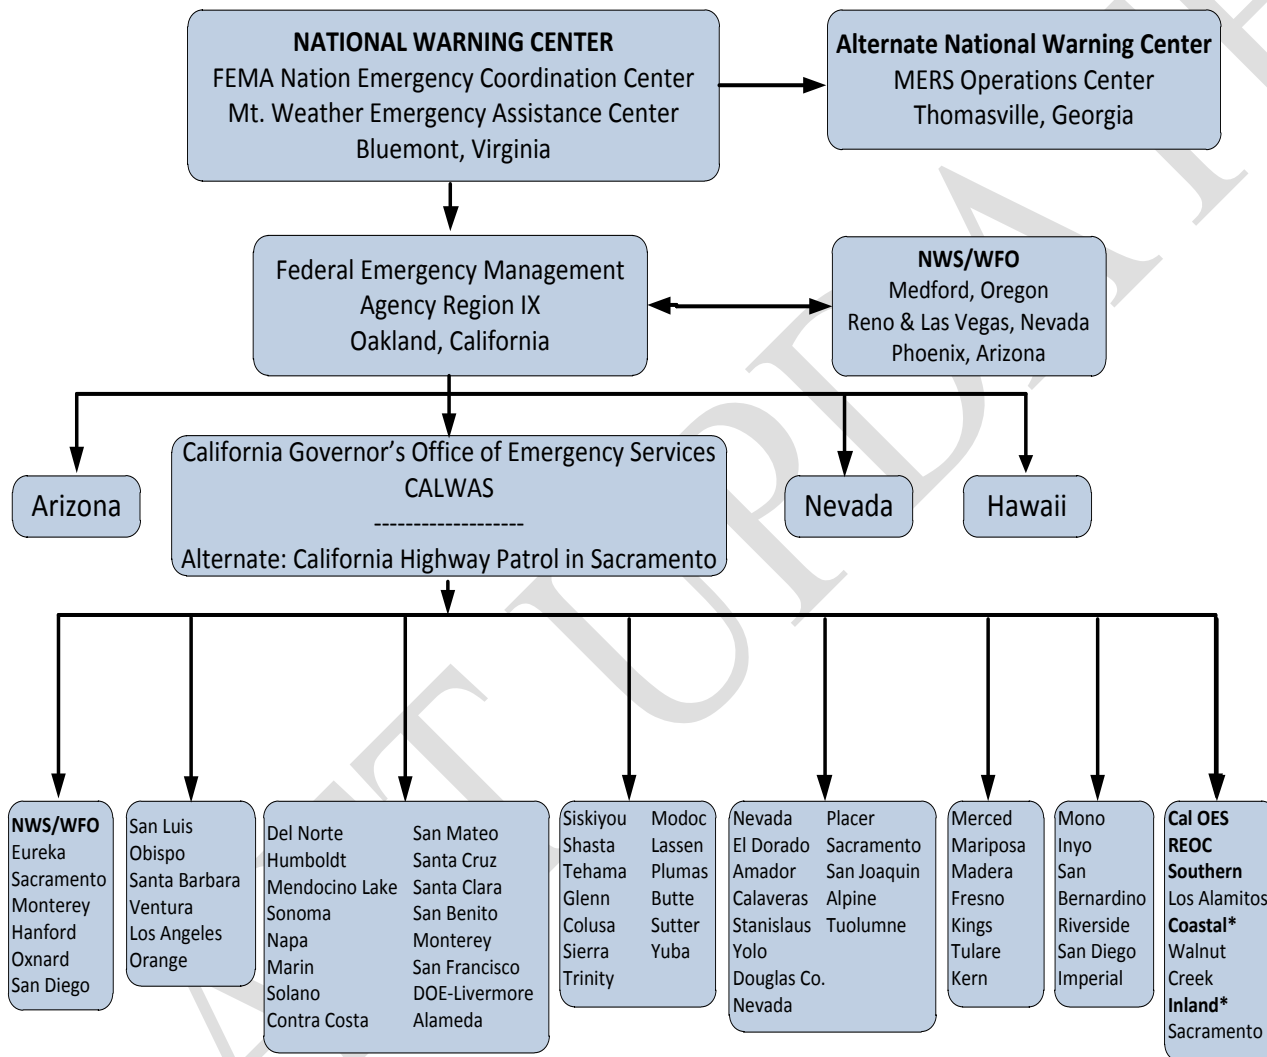 NATIONAL WARNING CENTER
FEMA Nation Emergency Coordination Center
Mt. Weather Emergency Assistance Center
Bluemont, Virginia
Alternate National Warning Center
MERS Operations Center
Thomasville, Georgia
Federal Emergency Management
Agency Region IX
Oakland, California
NWS/WFO
Medford, Oregon
Reno & Las Vegas, Nevada
Phoenix, Arizona
Arizona
California Governor’s Office of Emergency Services
CALWAS
-------------------
Alternate: California Highway Patrol in Sacramento
Nevada
Hawaii
NWS/WFO
Eureka
Sacramento
Monterey
Hanford
Oxnard
San Diego
San Luis
Obispo
Santa Barbara
Ventura
Los Angeles
Orange
Del Norte
Humboldt
Mendocino Lake
Sonoma
Napa
Marin
Solano
Contra Costa
San Mateo
Santa Cruz
Santa Clara
San Benito
Monterey
San Francisco
DOE-Livermore
Alameda
Siskiyou
Shasta
Tehama
Glenn
Colusa
Sierra
Trinity
Modoc
Lassen
Plumas
Butte
Sutter
Yuba
Nevada
El Dorado
Amador
Calaveras
Stanislaus
Yolo
Douglas Co.
Nevada
Placer
Sacramento
San Joaquin
Alpine
Tuolumne
Merced
Mariposa
Madera
Fresno
Kings
Tulare
Kern
Mono
Inyo
San
Bernardino
Riverside
San Diego
Imperial
Cal OES
REOC
Southern
Los Alamitos
Coastal*
Walnut
Creek
Inland*
Sacramento